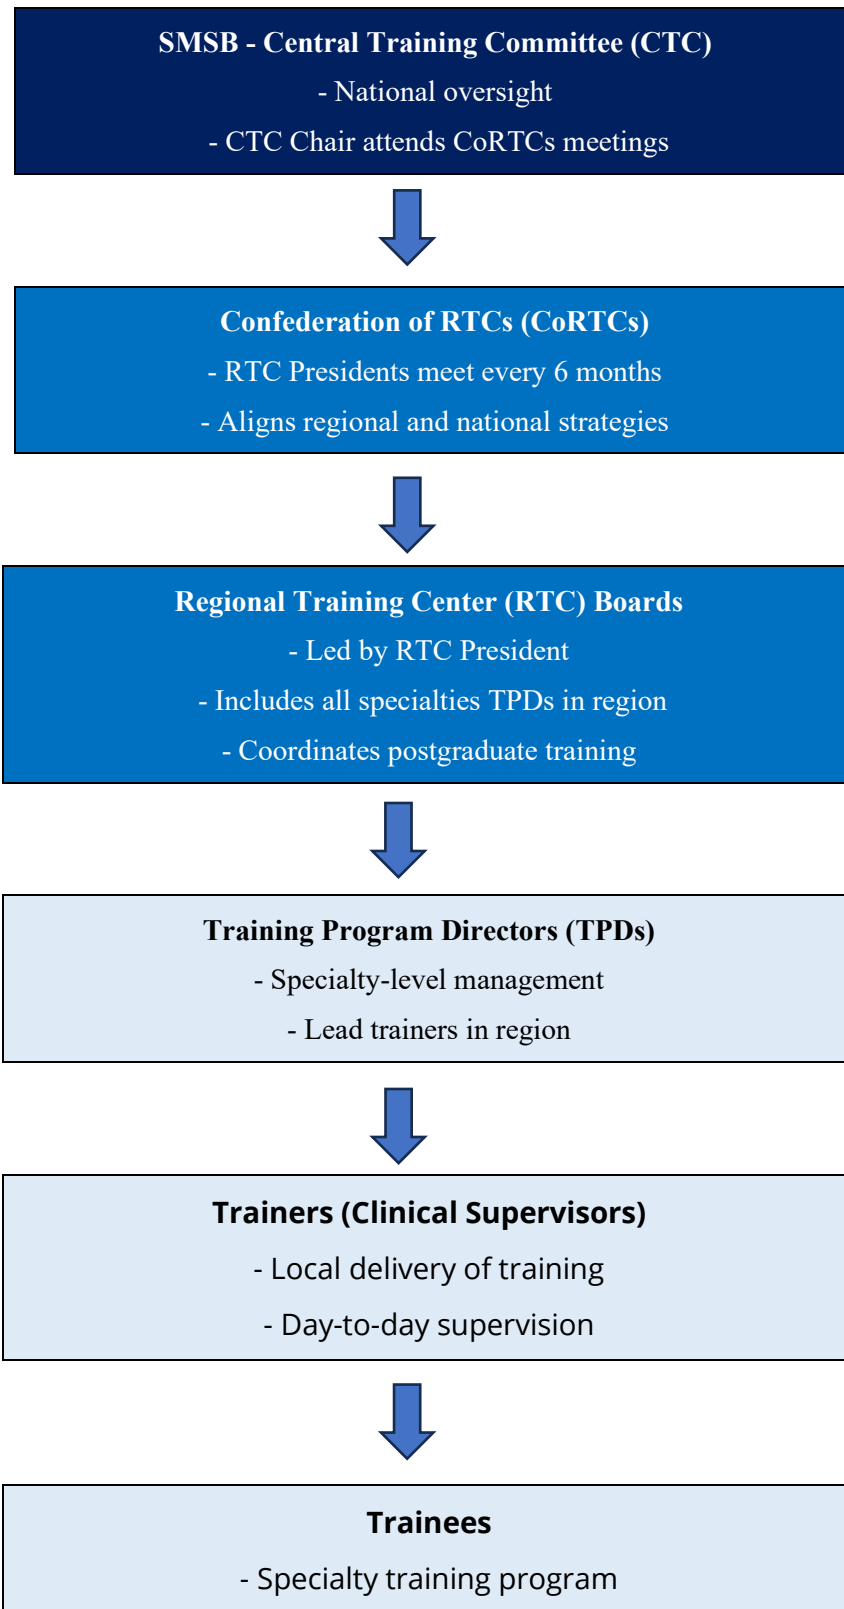 SMSB - Central Training Committee (CTC)
- National oversight
- CTC Chair attends CoRTCs meetings
Confederation of RTCs (CoRTCs)
- RTC Presidents meet every 6 months
- Aligns regional and national strategies
Regional Training Center (RTC) Boards
- Led by RTC President
- Includes all specialties TPDs in region
- Coordinates postgraduate training
Training Program Directors (TPDs)
- Specialty-level management
- Lead trainers in region
Trainers (Clinical Supervisors)
- Local delivery of training
- Day-to-day supervision
Trainees
- Specialty training program